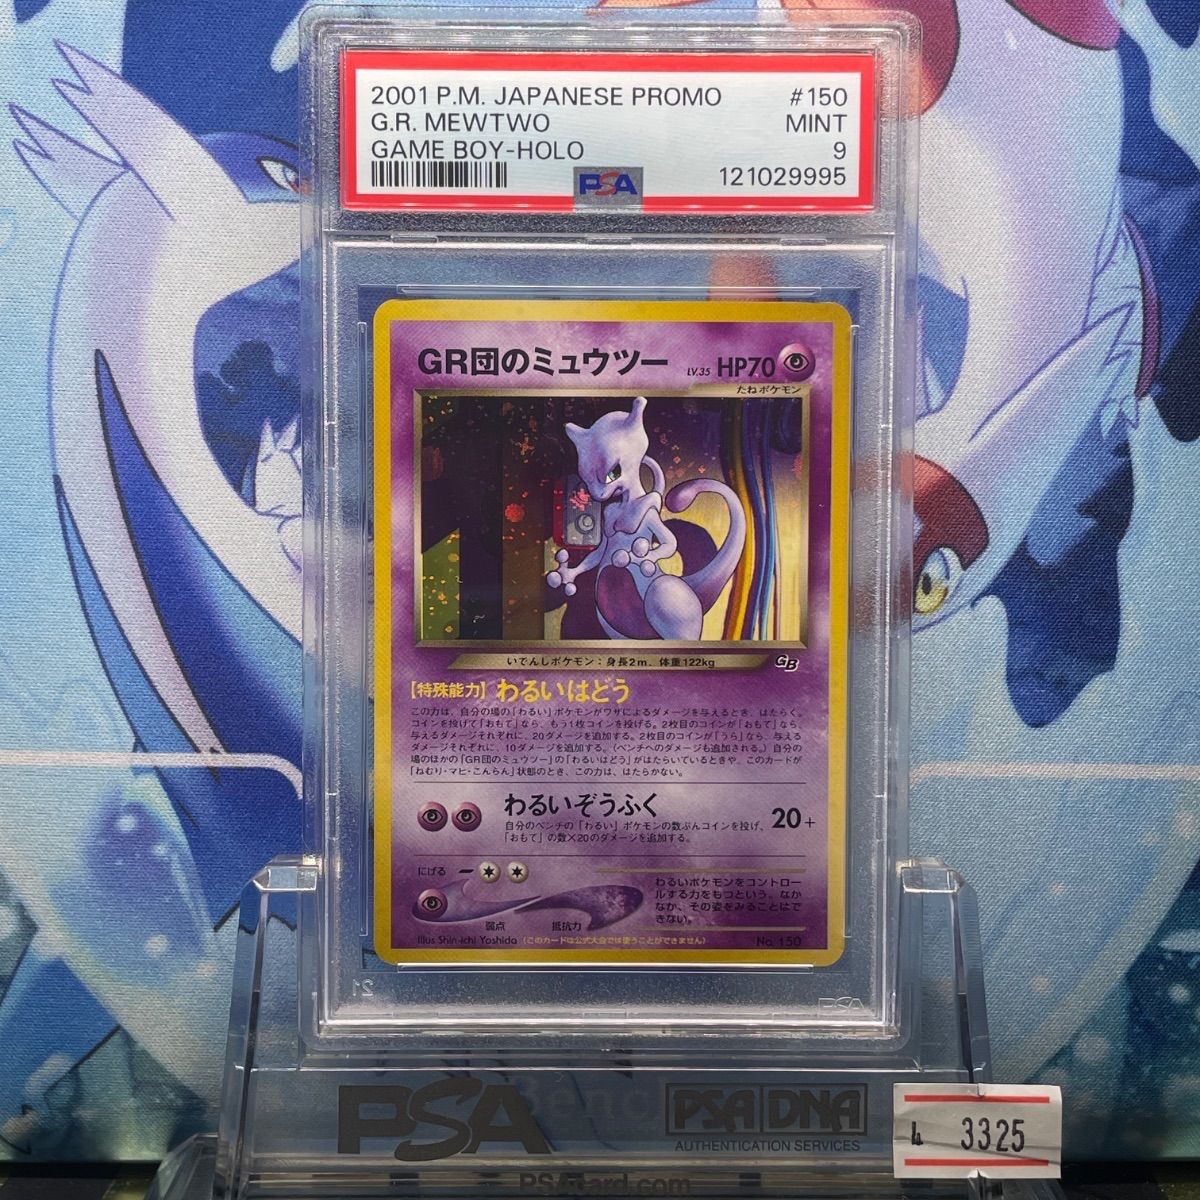 2001 P.M. JAPANESE PROMO #150
G.R. MEWTWO MINT
GAME BOY-HOLO 9
PSA 121029995
GR団のミュウツー LV.35 HP70
たねポケモン
いでんしポケモン:身長2m、体重122kg
GB
【特殊能力】わるいはどう
この力は、自分の場の「わるい」ポケモンがワザによるダメージを与えるとき、はたらく。
コインを投げて「おもて」なら、もう1枚コインを投げる。2枚目のコインが「おもて」なら、
与えるダメージそれぞれに、20ダメージを追加する。2枚目のコインが「うら」なら、与える
ダメージそれぞれに、10ダメージを追加する。(ベンチへのダメージも追加される。)自分の
場のほかの「GR団のミュウツー」の「わるいはどう」がはたらいているときや、このカードが
「ねむり・マヒ・こんらん」状態のとき、この力は、はたらかない。
わるいぞうふく 20+
自分のベンチの「わるい」ポケモンの数ぶんコインを投げ、
「おもて」の数×20のダメージを追加する。
にげる
弱点 抵抗力
わるいポケモンをコントロー
ルする力をもつという。なか
なか、その姿をみることはで
きない。
Illus. Shin-ichi Yoshida (このカードは公式大会では使うことができません) No. 150
PSA
PSA PSA DNA
AUTHENTICATION SERVICES
PSAcard.com
4 3325